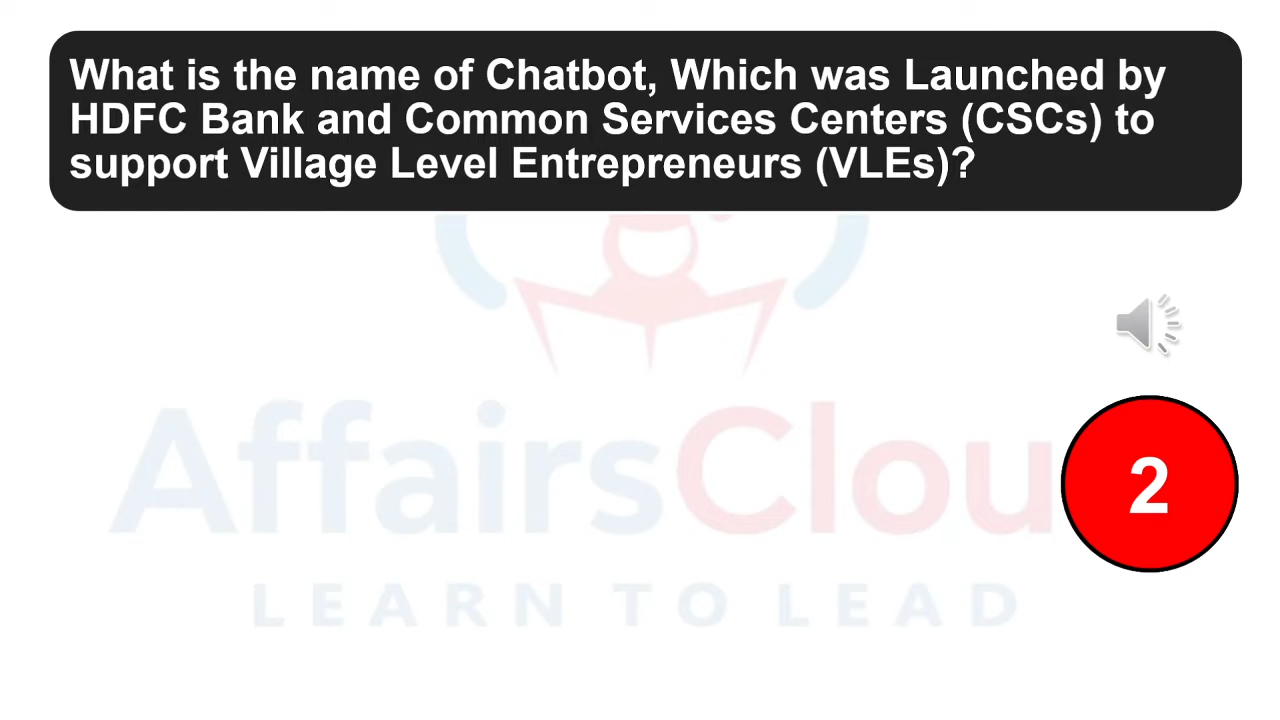 What is the name of Chatbot, Which was Launched by
HDFC Bank and Common Services Centers (CSCs) to
support Village Level Entrepreneurs (VLEs)?
AffairsClou
2
LEARN TO LEAD